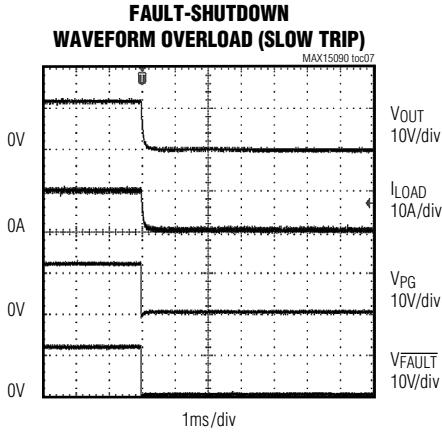 FAULT-SHUTDOWN
WAVEFORM OVERLOAD (SLOW TRIP)
MAX15090 toc07
VOUT
10V/div
0V
ILOAD
10A/div
0A
VPG
10V/div
0V
VFAULT
10V/div
0V
1ms/div